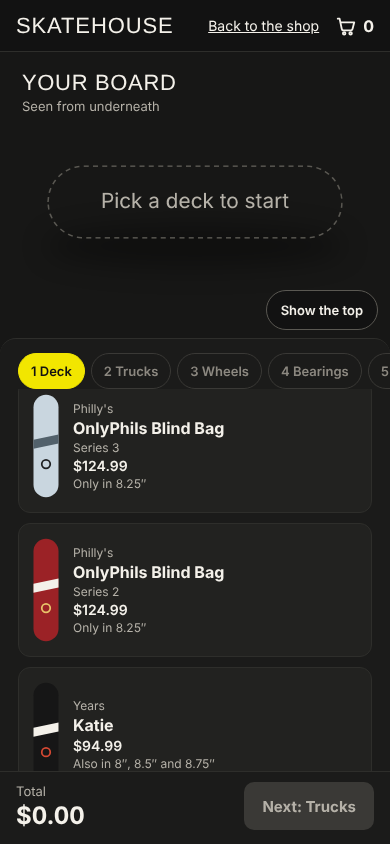 SKATEHOUSE
Back to the shop
0
YOUR BOARD
Seen from underneath
Pick a deck to start
Show the top
1 Deck
2 Trucks
3 Wheels
4 Bearings
5
Philly's
OnlyPhils Blind Bag
Series 3
$124.99
Only in 8.25″
Philly's
OnlyPhils Blind Bag
Series 2
$124.99
Only in 8.25″
Years
Katie
$94.99
Also in 8″, 8.5″ and 8.75″
Total
$0.00
Next: Trucks